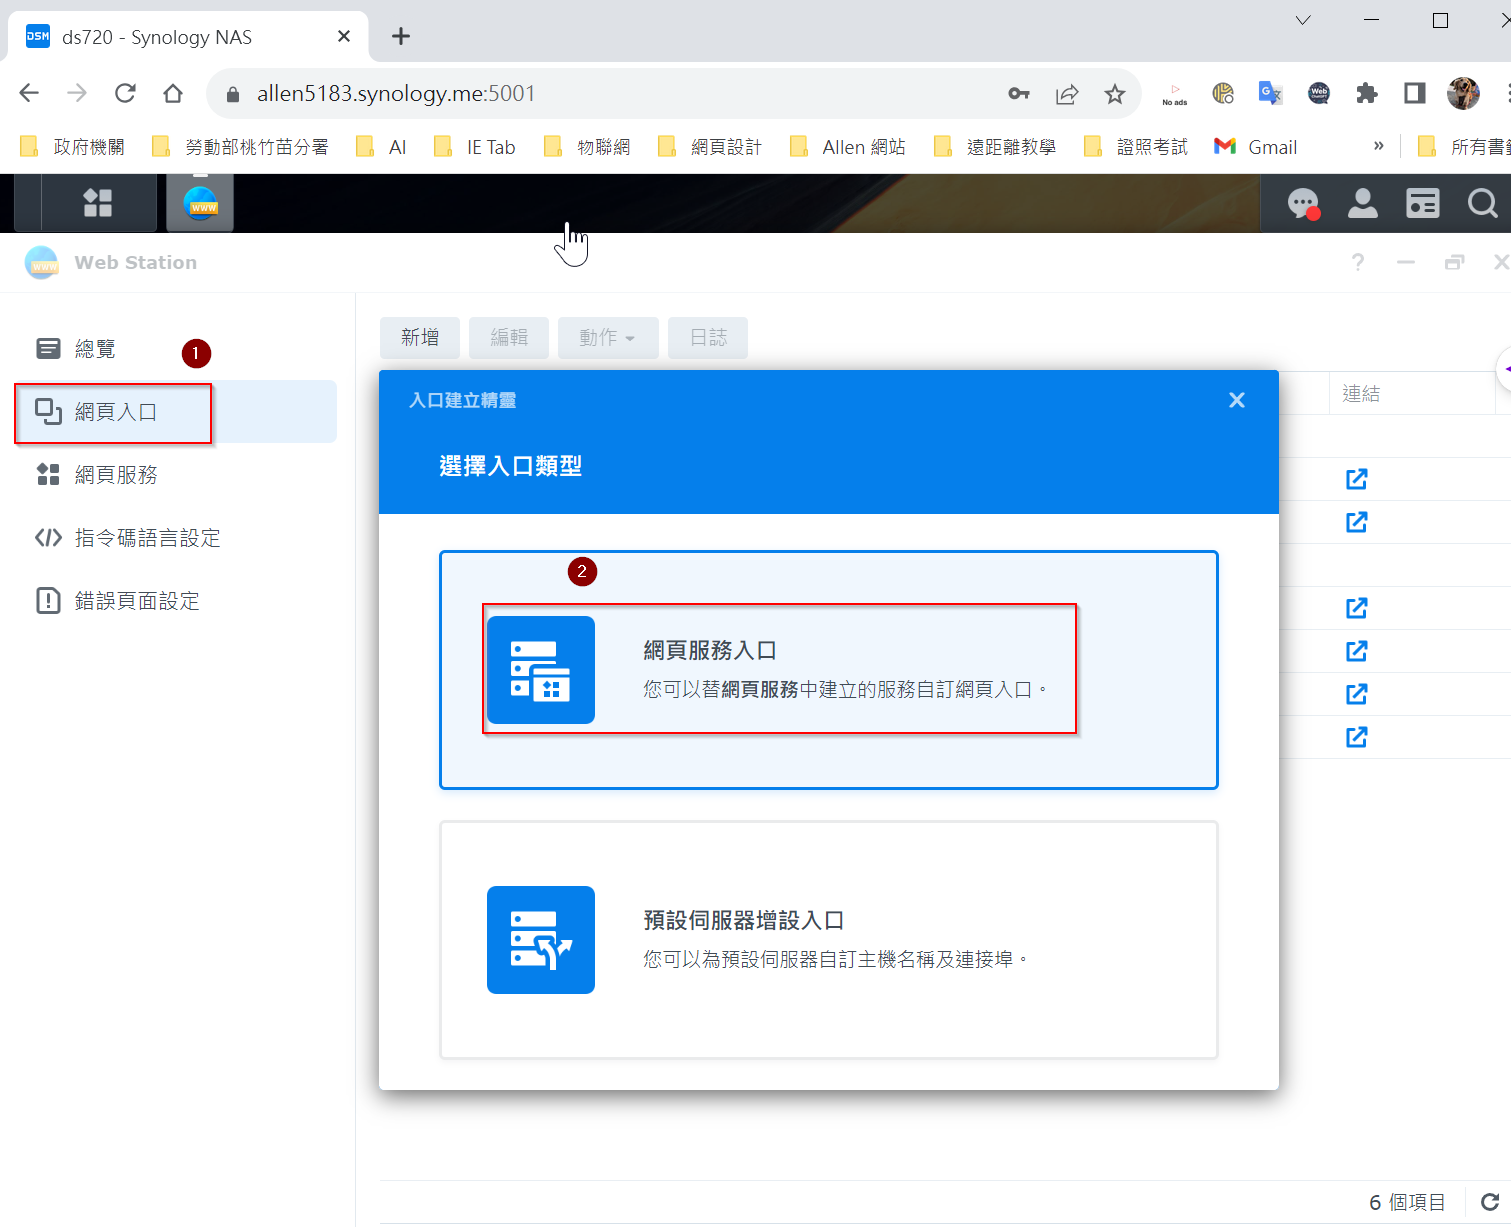 DSM ds720 - Synology NAS
allen5183.synology.me:5001
No ads
Web
政府機關 勞動部桃竹苗分署 AI IE Tab 物聯網 網頁設計 Allen 網站 遠距離教學 證照考試 Gmail » 所有書
www
Web Station
總覽
1
網頁入口
網頁服務
指令碼語言設定
錯誤頁面設定
新增 編輯 動作 日誌
連結
入口建立精靈
選擇入口類型
2
網頁服務入口
您可以替網頁服務中建立的服務自訂網頁入口。
預設伺服器增設入口
您可以為預設伺服器自訂主機名稱及連接埠。
6 個項目